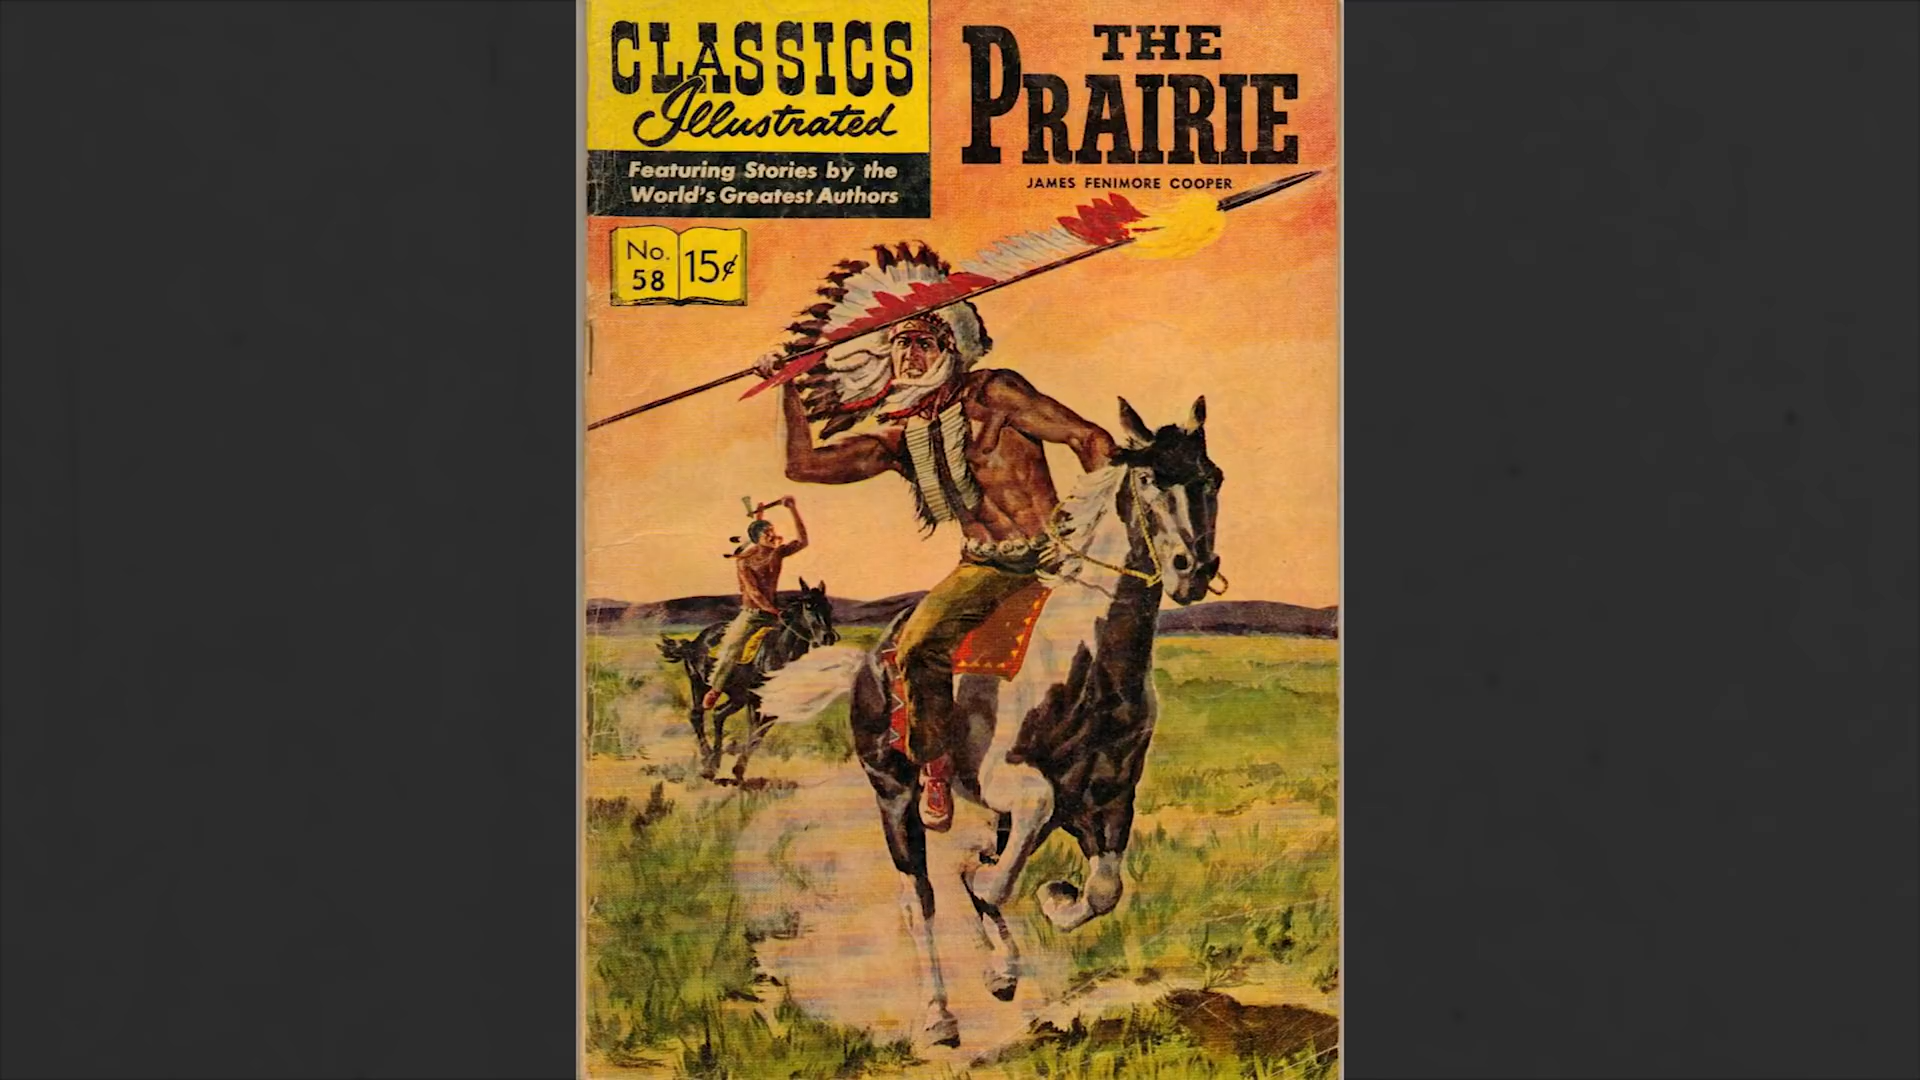 CLASSICS
Illustrated
Featuring Stories by the
World's Greatest Authors
No.
58
15¢
THE
PRAIRIE
JAMES FENIMORE COOPER